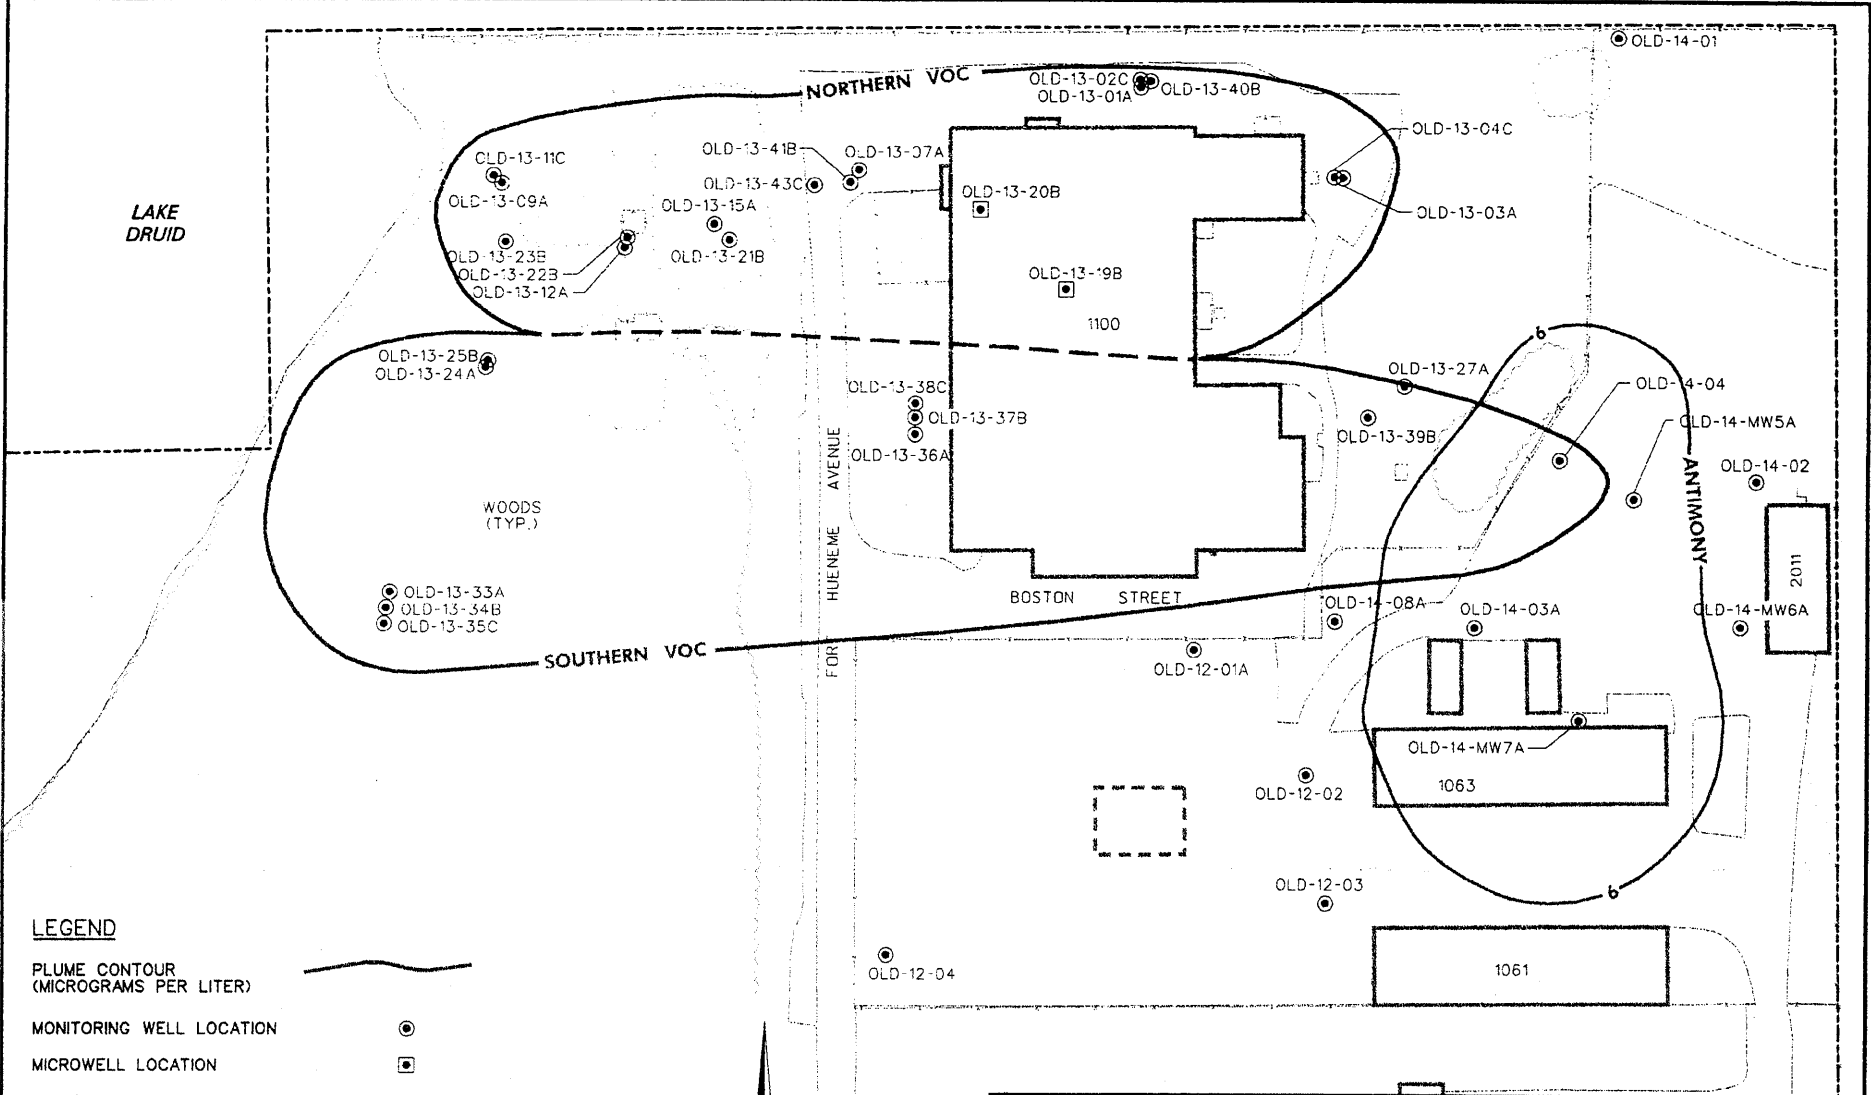 OLD-14-01
NORTHERN VOC
OLD-13-02C
OLD-13-01A
OLD-13-40B
OLD-13-04C
OLD-13-41B
OLD-13-07A
OLD-13-11C
OLD-13-43C
OLD-13-09A
OLD-13-15A
OLD-13-20B
OLD-13-03A
LAKE
DRUID
OLD-13-23B
OLD-13-21B
OLD-13-22B
OLD-13-12A
OLD-13-19B
1100
6
OLD-13-25B
OLD-13-24A
OLD-13-27A
OLD-14-04
OLD-13-38C
OLD-13-37B
OLD-13-36A
OLD-13-39B
OLD-14-MW5A
OLD-14-02
ANTIMONY
WOODS
(TYP.)
HUENEME AVENUE
2011
OLD-13-33A
OLD-13-34B
OLD-13-35C
BOSTON STREET
OLD-14-08A
OLD-14-03A
OLD-14-MW6A
SOUTHERN VOC
OLD-12-01A
OLD-14-MW7A
1063
OLD-12-02
OLD-12-03
6
OLD-12-04
1061
LEGEND
PLUME CONTOUR
(MICROGRAMS PER LITER)
MONITORING WELL LOCATION
MICROWELL LOCATION